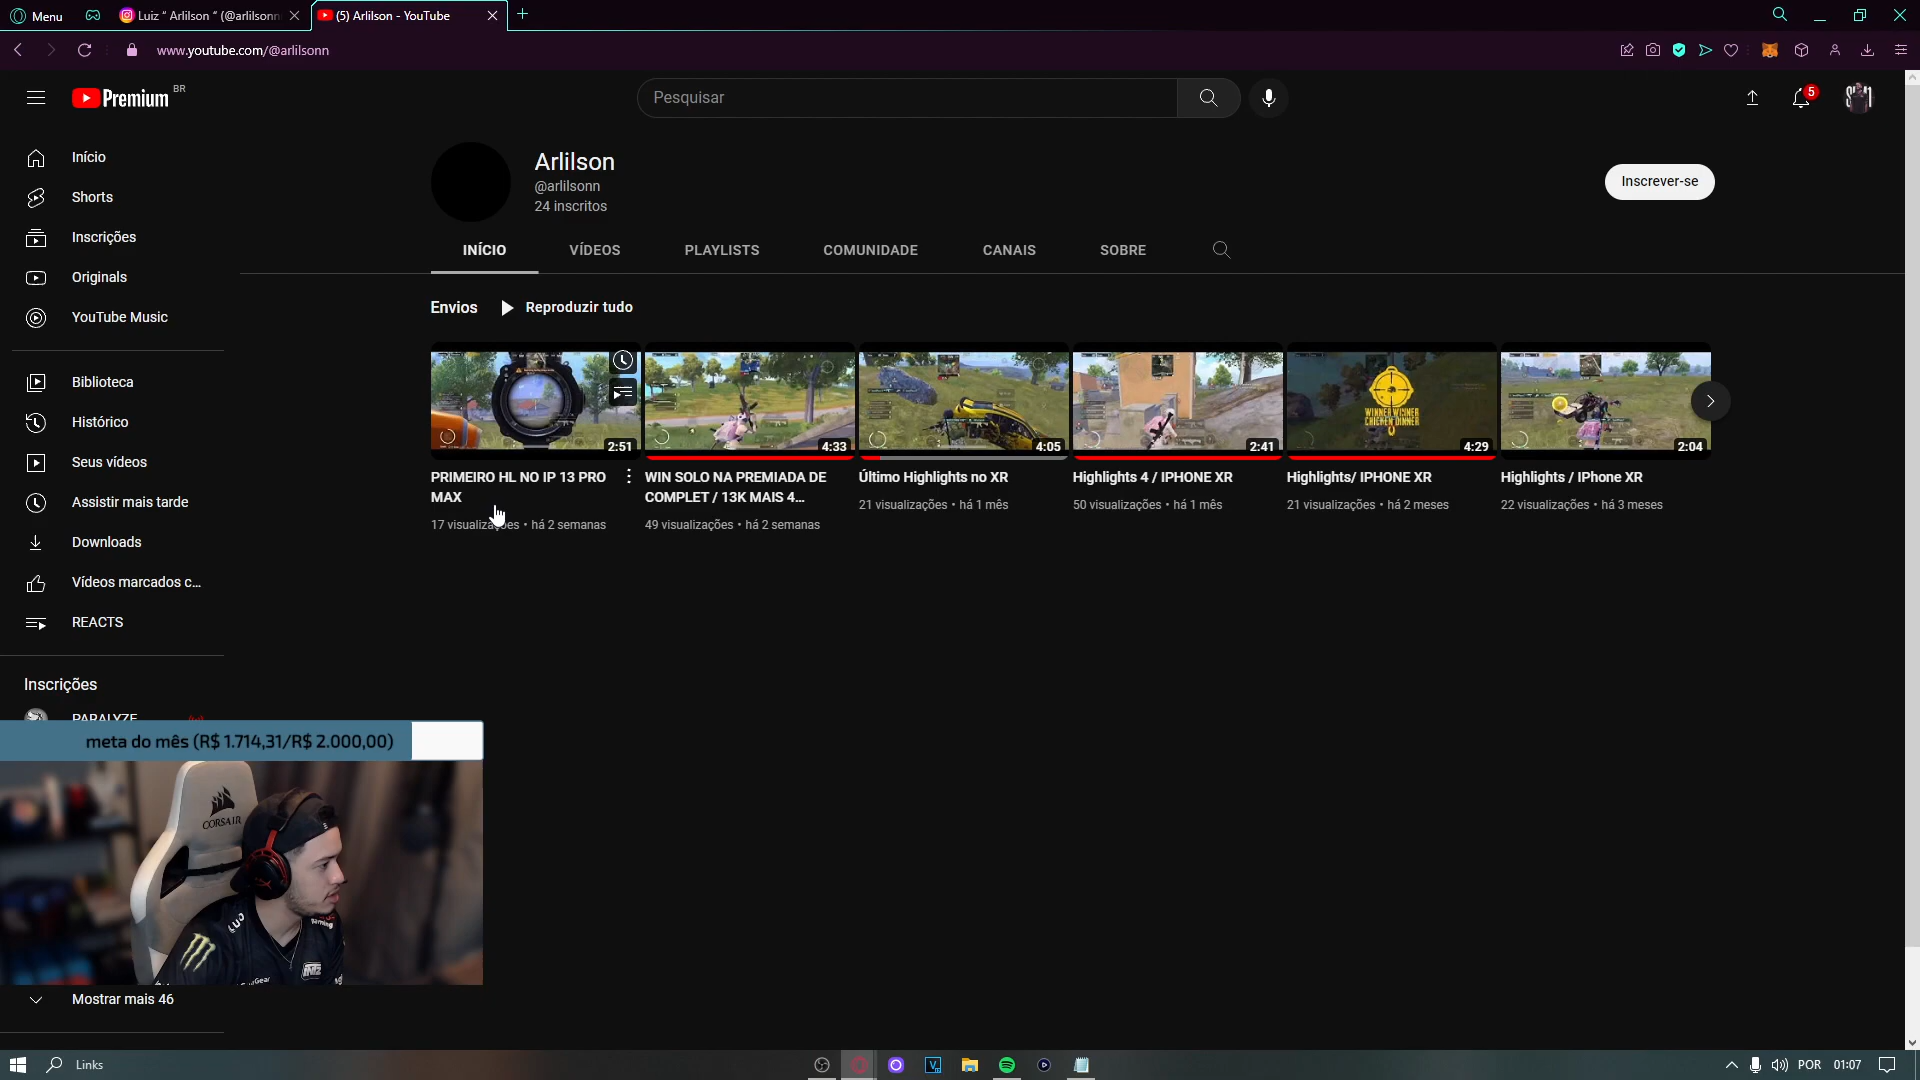 Menu
Luiz “ Arlilson “ (@arlilsonn
(5) Arlilson - YouTube
www.youtube.com/@arlilsonn
Premium BR
Pesquisar
5
Início
Shorts
Inscrições
Originals
YouTube Music
Biblioteca
Histórico
Seus vídeos
Assistir mais tarde
Downloads
Vídeos marcados c...
REACTS
Inscrições
PARALYZE
Arlilson
@arlilsonn
24 inscritos
Inscrever-se
INÍCIO VÍDEOS PLAYLISTS COMUNIDADE CANAIS SOBRE
Envios Reproduzir tudo
2:51
PRIMEIRO HL NO IP 13 PRO
MAX
17 visualizações • há 2 semanas
4:33
WIN SOLO NA PREMIADA DE
COMPLET / 13K MAIS 4...
49 visualizações • há 2 semanas
4:05
Último Highlights no XR
21 visualizações • há 1 mês
2:41
Highlights 4 / IPHONE XR
50 visualizações • há 1 mês
WINNER WINNER
CHICKEN DINNER
4:29
Highlights/ IPHONE XR
21 visualizações • há 2 meses
2:04
Highlights / IPhone XR
22 visualizações • há 3 meses
meta do mês (R$ 1.714,31/R$ 2.000,00)
CORSAIR
INTZ
Mostrar mais 46
Links
POR 01:07